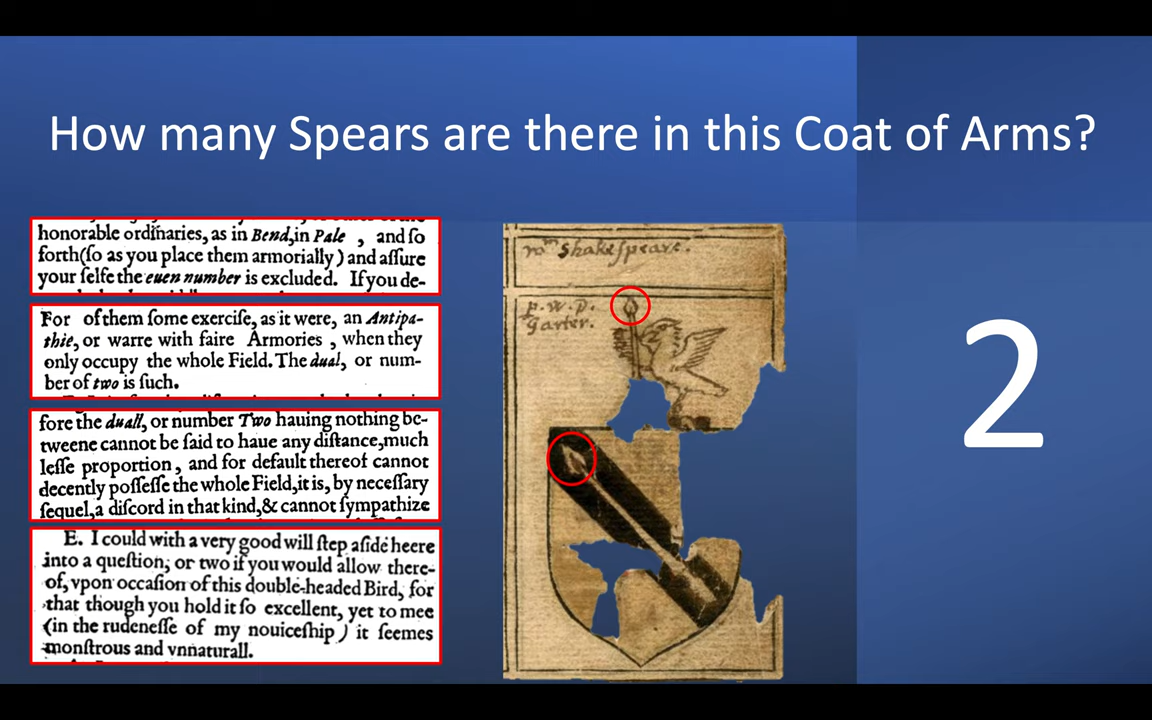 How many Spears are there in this Coat of Arms?
honorable ordinaries, as in Bend, in Pale , and ſo
forth (ſo as you place them armorially ) and aſſure
your ſelfe the euen number is excluded. If you de-
For of them ſome exerciſe, as it were, an Antipa-
thie, or warre with faire Armories , when they
only occupy the whole Field. The dual, or num-
ber of two is ſuch.
fore the duall, or number Two hauing nothing be-
tweene cannot be ſaid to haue any diſtance, much
leſſe proportion , and for default thereof cannot
decently poſſeſſe the whole Field, it is, by neceſſary
ſequel, a diſcord in that kind, & cannot ſympathize
E. I could with a very good will ſtep aſide heere
into a queſtion, or two if you would allow there-
of, vpon occaſion of this double-headed Bird, for
that though you hold it ſo excellent, yet to mee
(in the rudeneſſe of my nouiceſhip ) it ſeemes
monſtrous and vnnaturall.
Wm Shakeſpeare.
p. w. D.
Garter.
2